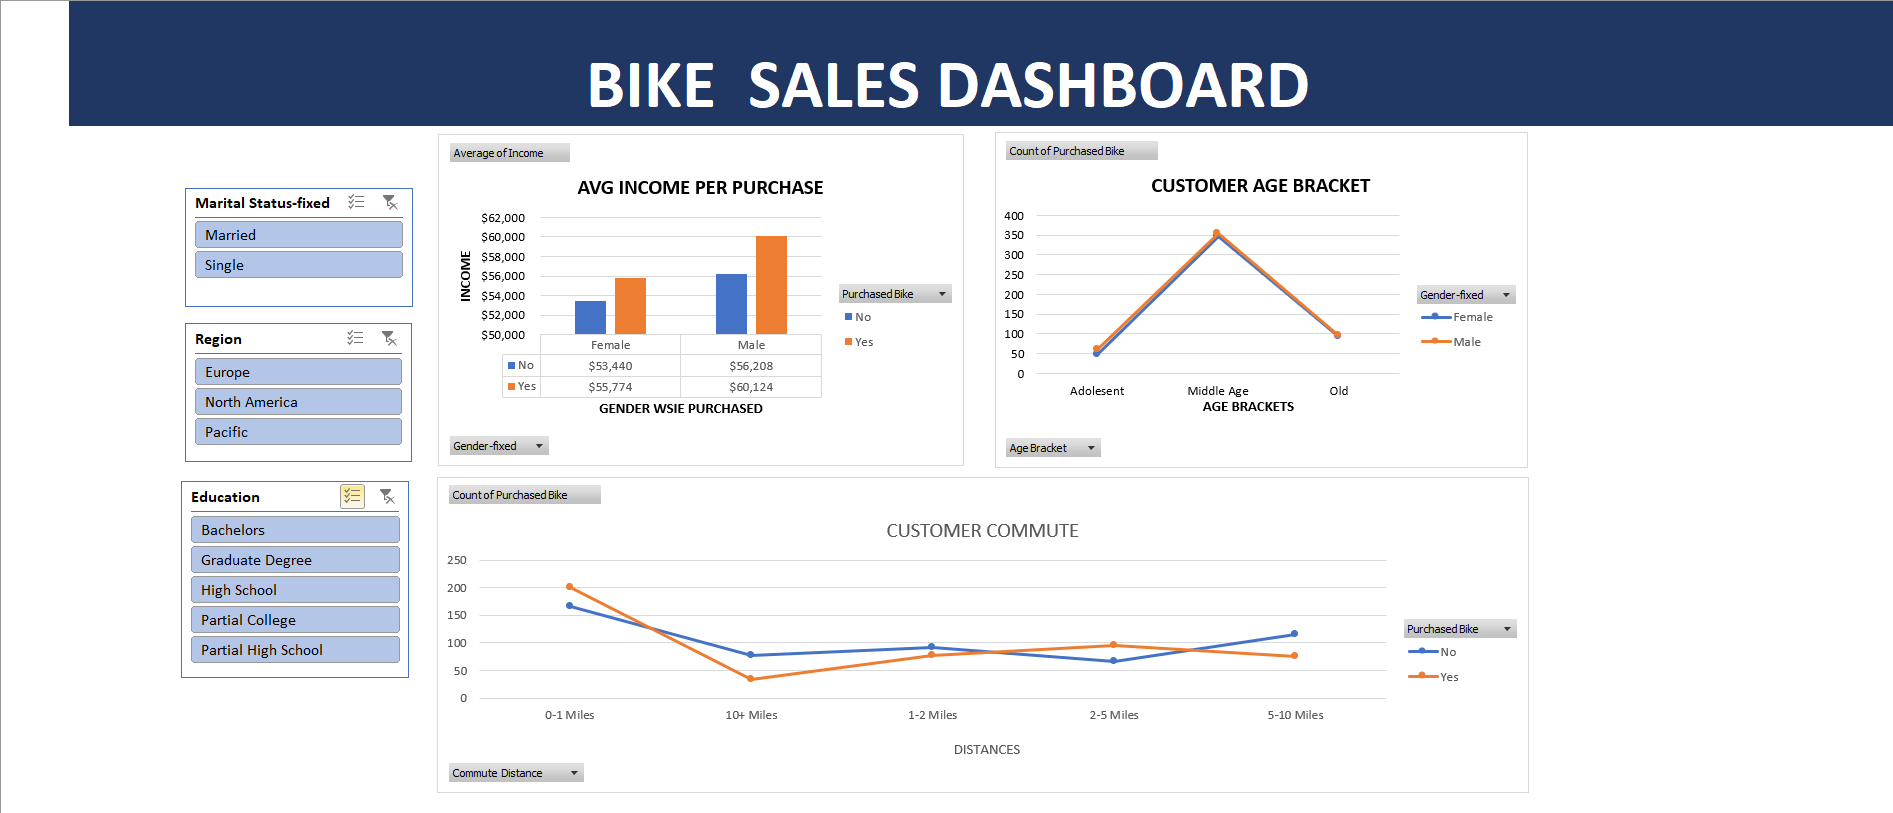 BIKE  SALES DASHBOARD
Marital Status-fixed
Married
Single
Region
Europe
North America
Pacific
Education
Bachelors
Graduate Degree
High School
Partial College
Partial High School
Average of Income
AVG INCOME PER PURCHASE
INCOME
$62,000
$60,000
$58,000
$56,000
$54,000
$52,000
$50,000
Female Male
No $53,440 $56,208
Yes $55,774 $60,124
GENDER WSIE PURCHASED
Purchased Bike
No
Yes
Gender-fixed
Count of Purchased Bike
CUSTOMER AGE BRACKET
400
350
300
250
200
150
100
50
0
Adolesent Middle Age Old
AGE BRACKETS
Gender-fixed
Female
Male
Age Bracket
Count of Purchased Bike
CUSTOMER COMMUTE
250
200
150
100
50
0
0-1 Miles 10+ Miles 1-2 Miles 2-5 Miles 5-10 Miles
DISTANCES
Purchased Bike
No
Yes
Commute Distance